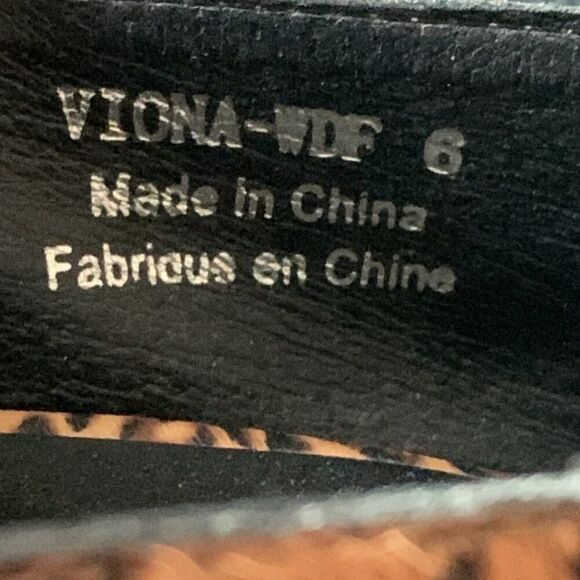 VIONA-WDF 6
Made in China
Fabriqus en Chine